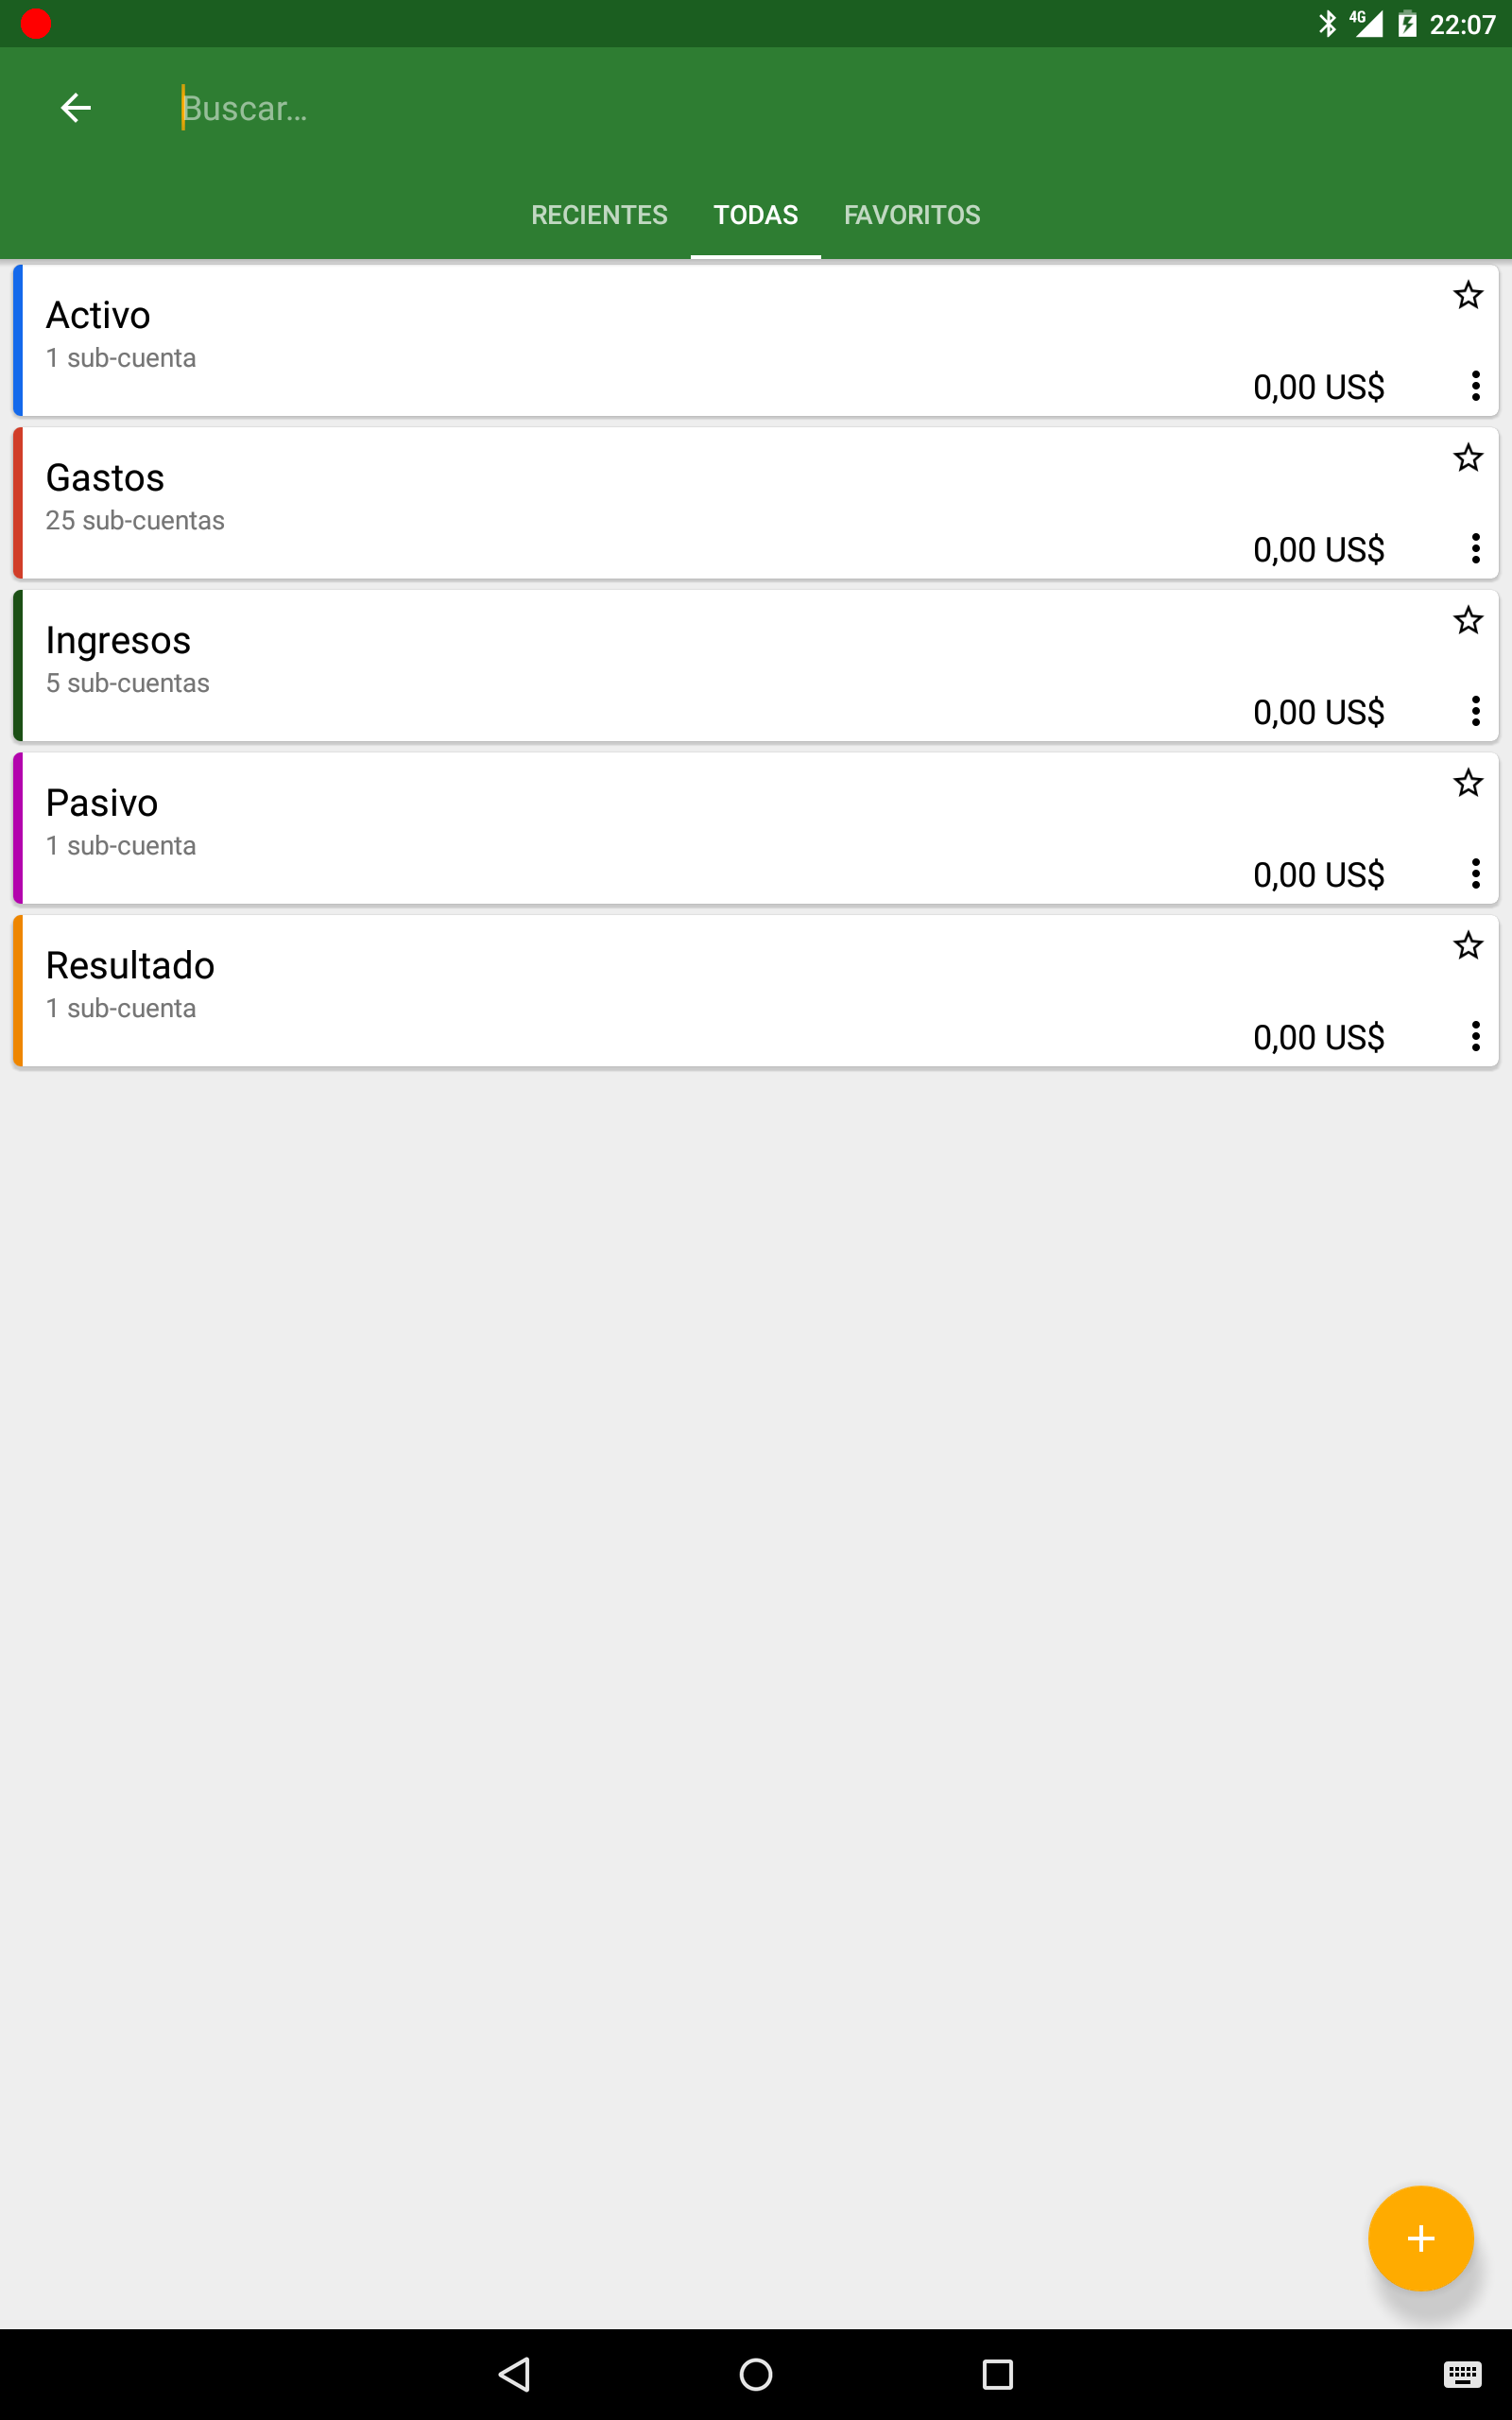 4G 22:07
Buscar...
RECIENTES TODAS FAVORITOS
Activo
1 sub-cuenta
0,00 US$
Gastos
25 sub-cuentas
0,00 US$
Ingresos
5 sub-cuentas
0,00 US$
Pasivo
1 sub-cuenta
0,00 US$
Resultado
1 sub-cuenta
0,00 US$